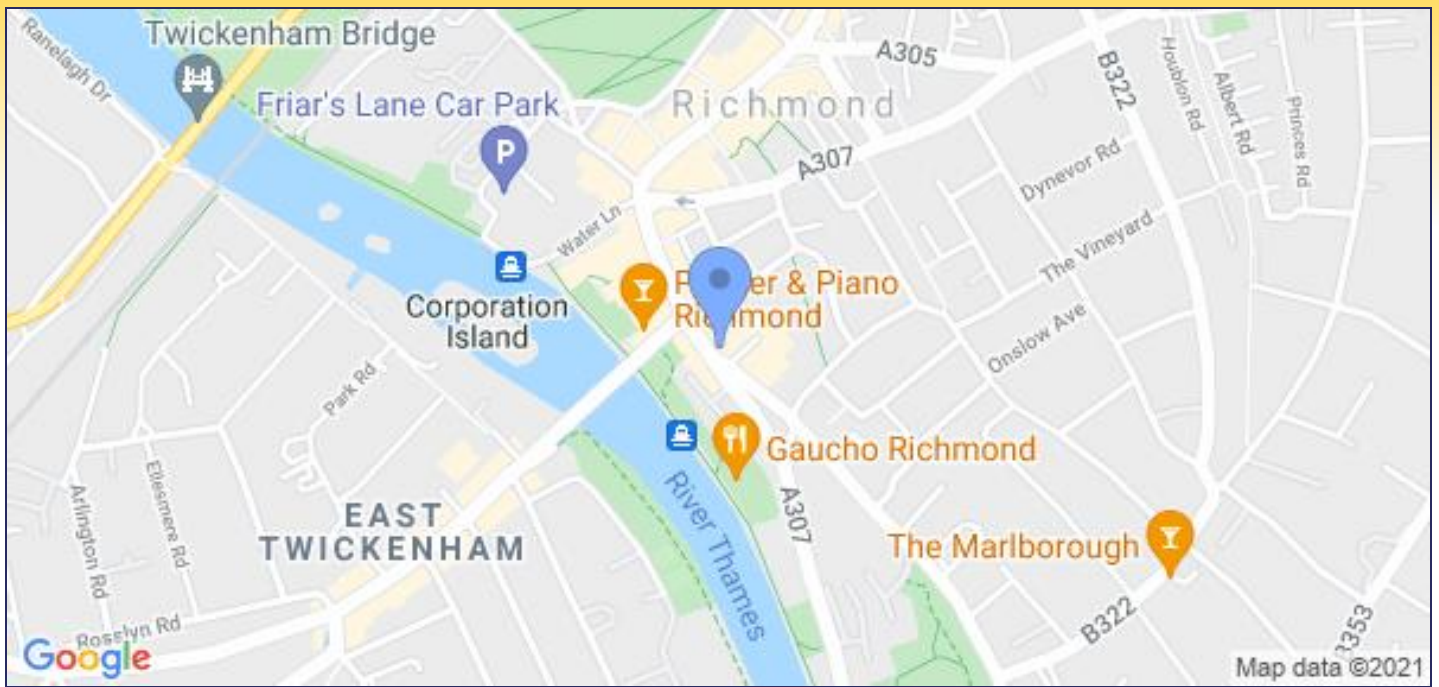 Ranelagh Dr
Twickenham Bridge
Friar's Lane Car Park
P
Richmond
A305
B322
Houblon Rd
Albert Rd
Princes Rd
A307
Dynevor Rd
The Vineyard
Onslow Ave
Water Ln
Corporation
Island
& Piano
Park Rd
Ellesmere Rd
Arlington Rd
EAST
TWICKENHAM
River Thames
Gaucho Richmond
A307
The Marlborough
B322
Rosslyn Rd
Google
Map data ©2021